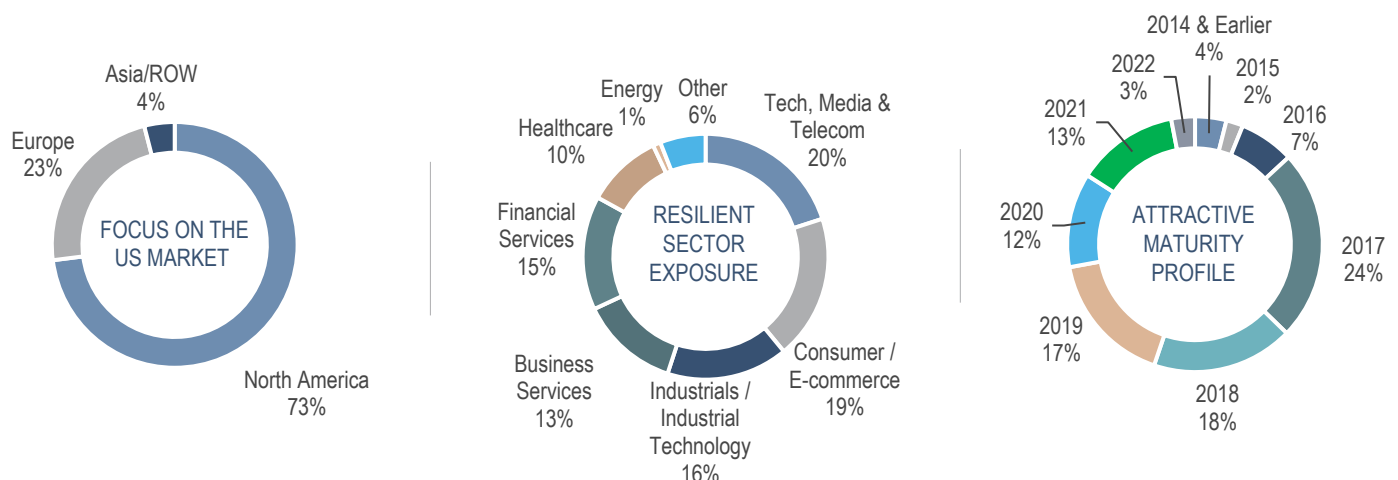 Asia/ROW
4%
Europe
23%
FOCUS ON THE
US MARKET
North America
73%
Energy
1%
Other
6%
Tech, Media &
Telecom
20%
Healthcare
10%
Financial
Services
15%
RESILIENT
SECTOR
EXPOSURE
Business
Services
13%
Industrials /
Industrial
Technology
16%
Consumer /
E-commerce
19%
2014 & Earlier
4%
2015
2%
2016
7%
2022
3%
2021
13%
2020
12%
ATTRACTIVE
MATURITY
PROFILE
2017
24%
2019
17%
2018
18%